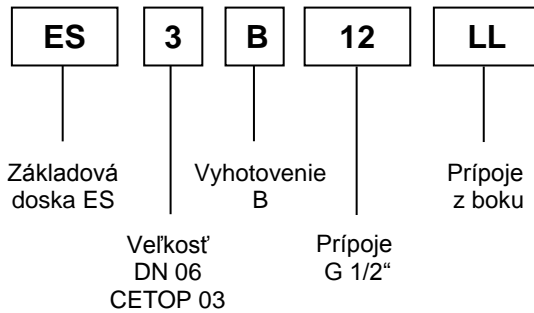 ES 3 B 12 LL
Základová
doska ES
Vyhotovenie
B
Prípoje
z boku
Veľkosť
DN 06
CETOP 03
Prípoje
G 1/2“